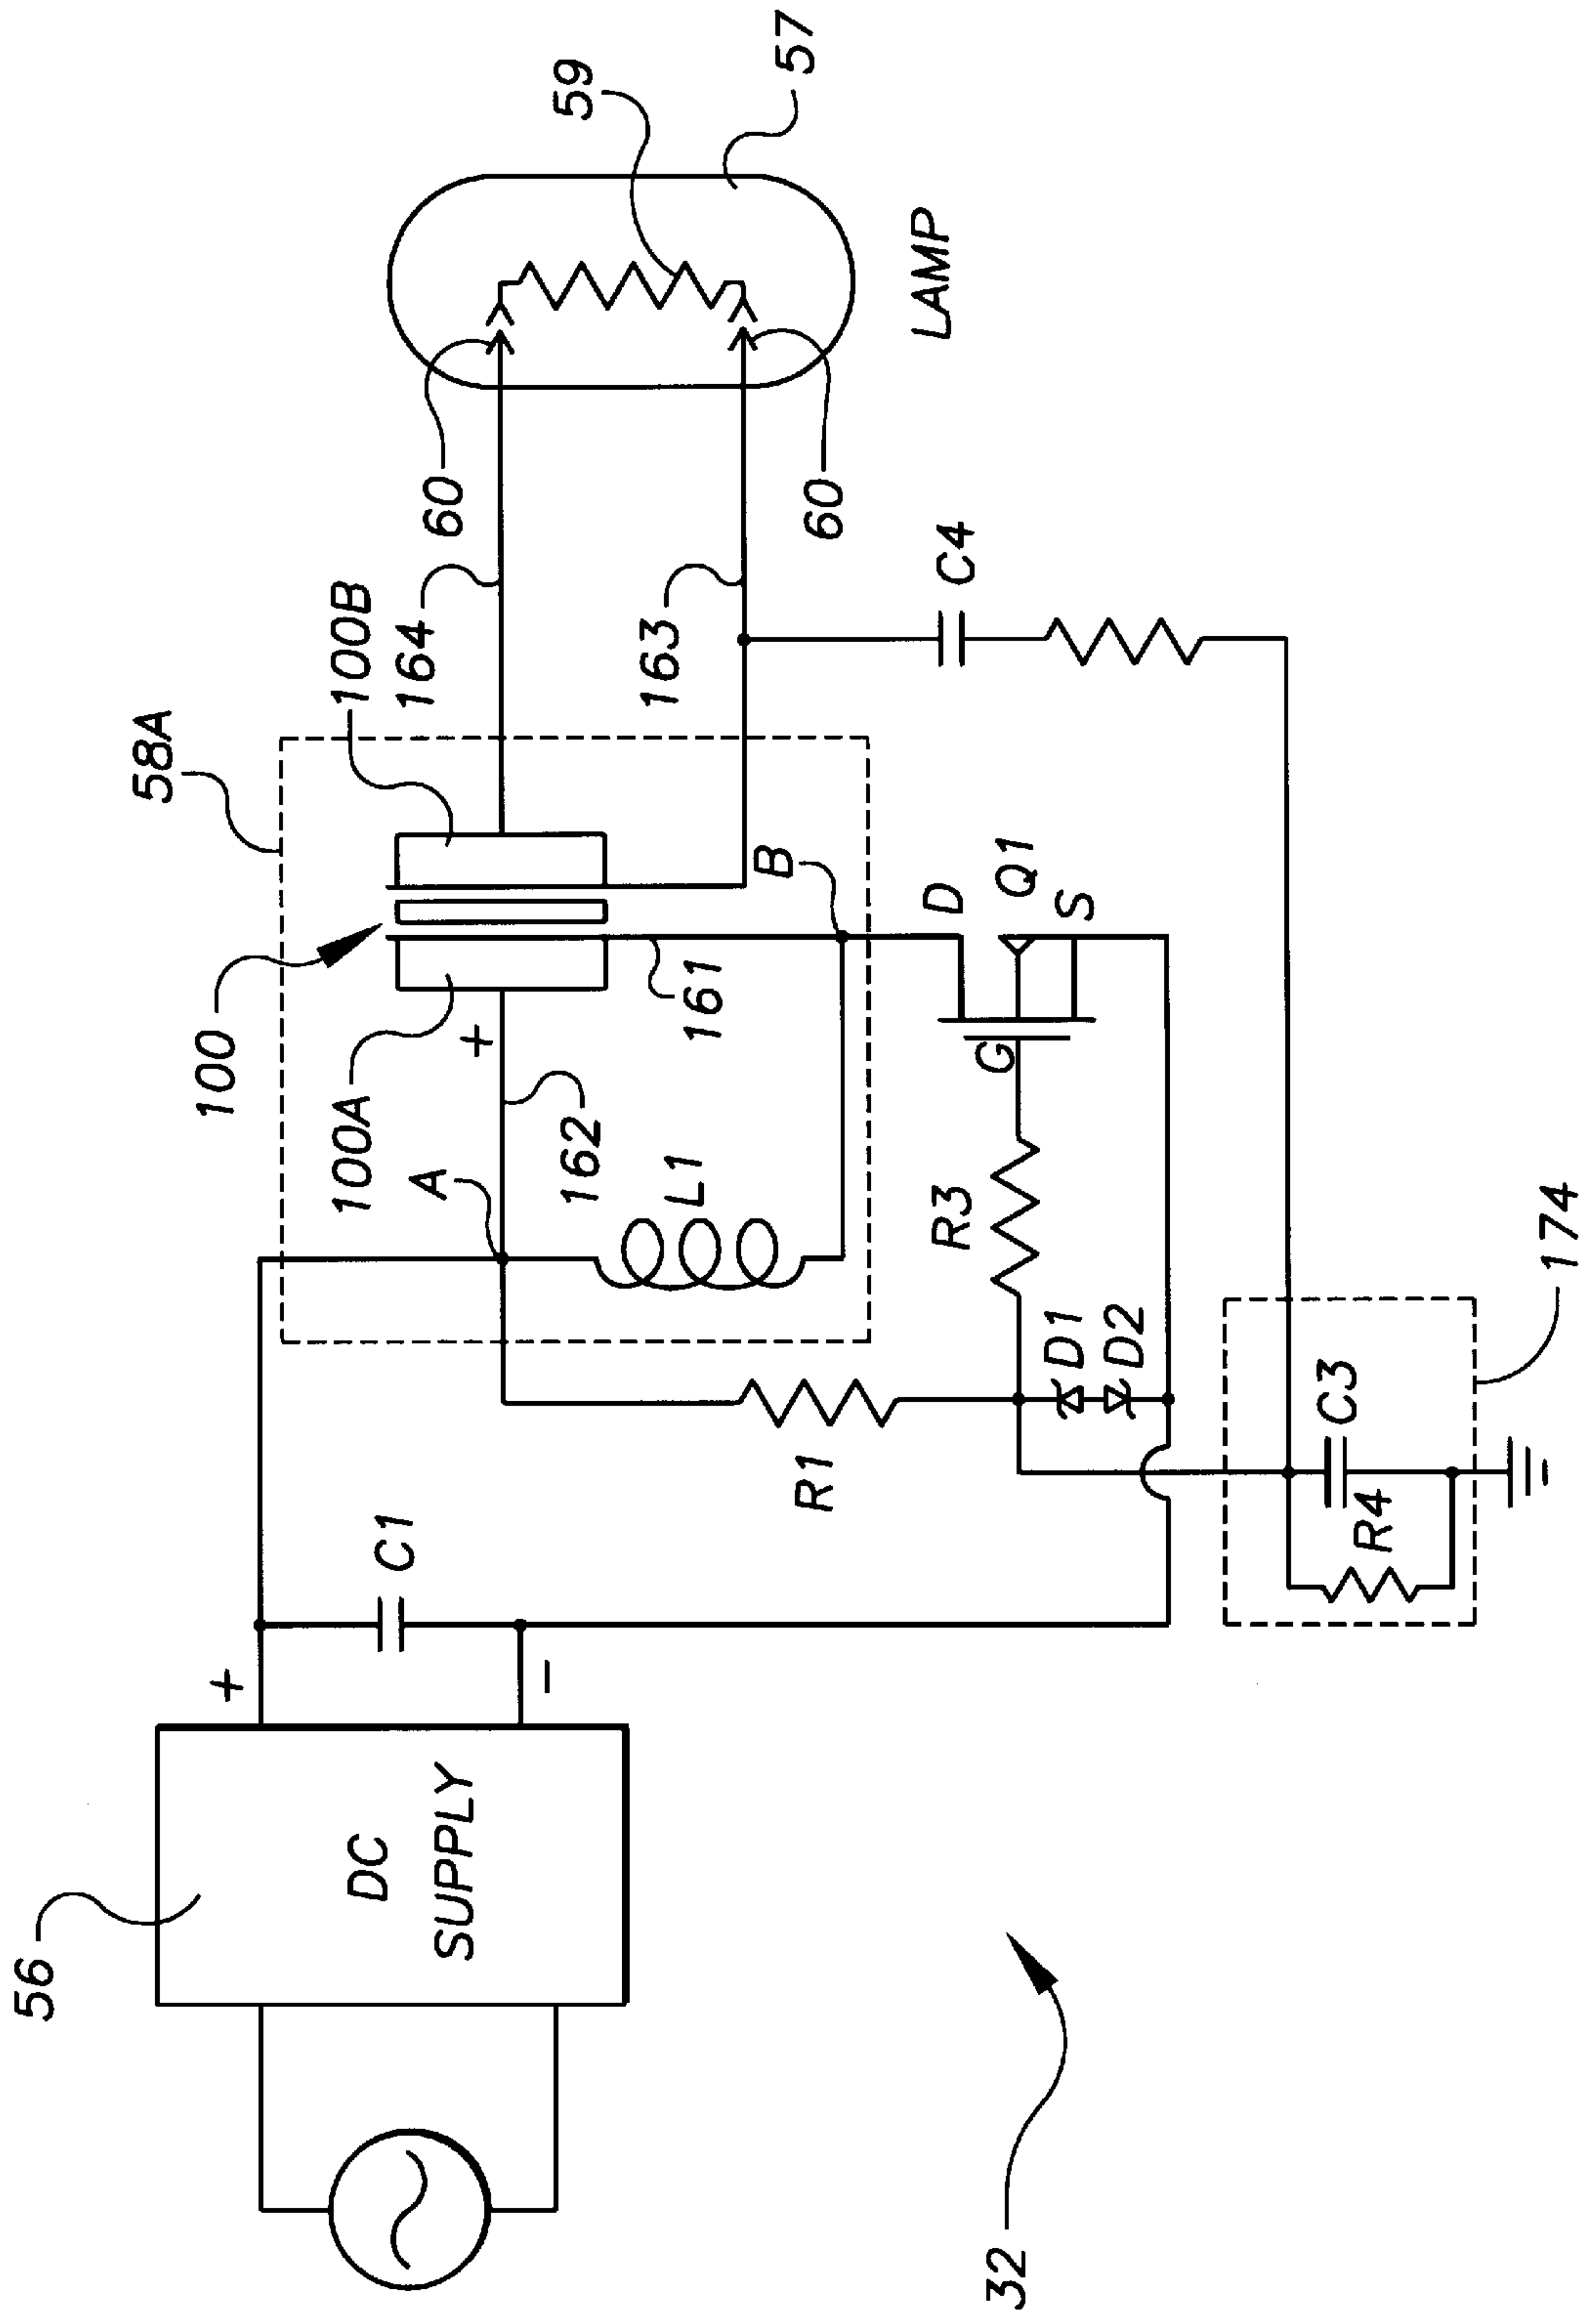 58A
100
100B
100A
164
60
59
57
A
+
162
L1
161
B
163
60
LAMP
C4
56
+
DC
SUPPLY
−
C1
R1
R3
G
D
Q1
S
D1
D2
C3
R4
174
32